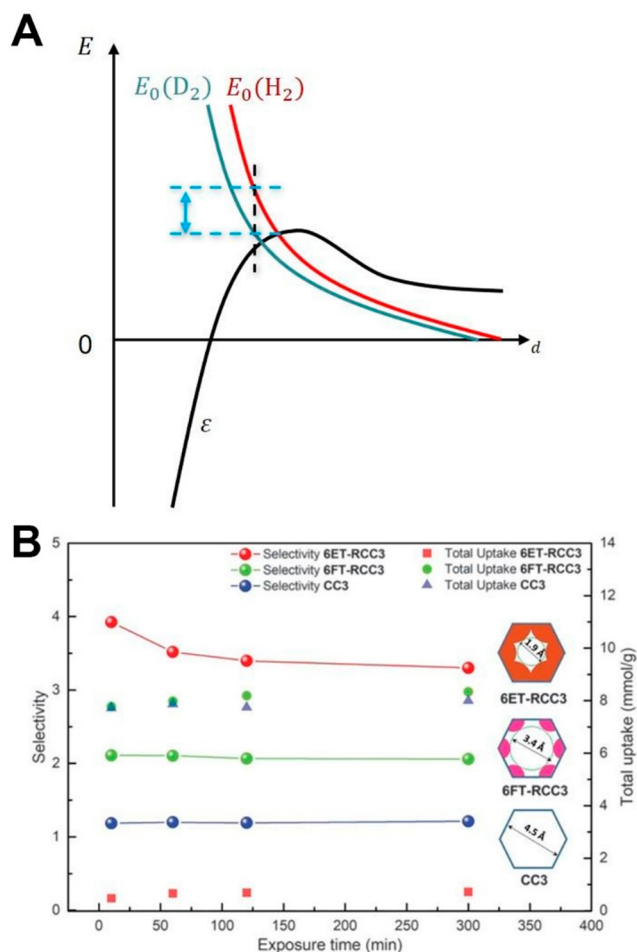 A
E
E₀(D₂) E₀(H₂)
0
d
ε
B
5
4
3
2
1
0
Selectivity
Selectivity 6ET-RCC3
Selectivity 6FT-RCC3
Selectivity CC3
Total Uptake 6ET-RCC3
Total Uptake 6FT-RCC3
Total Uptake CC3
1.9 Å
6ET-RCC3
3.4 Å
6FT-RCC3
4.5 Å
CC3
14
12
10
8
6
4
2
0
Total uptake (mmol/g)
0 50 100 150 200 250 300 350 400
Exposure time (min)